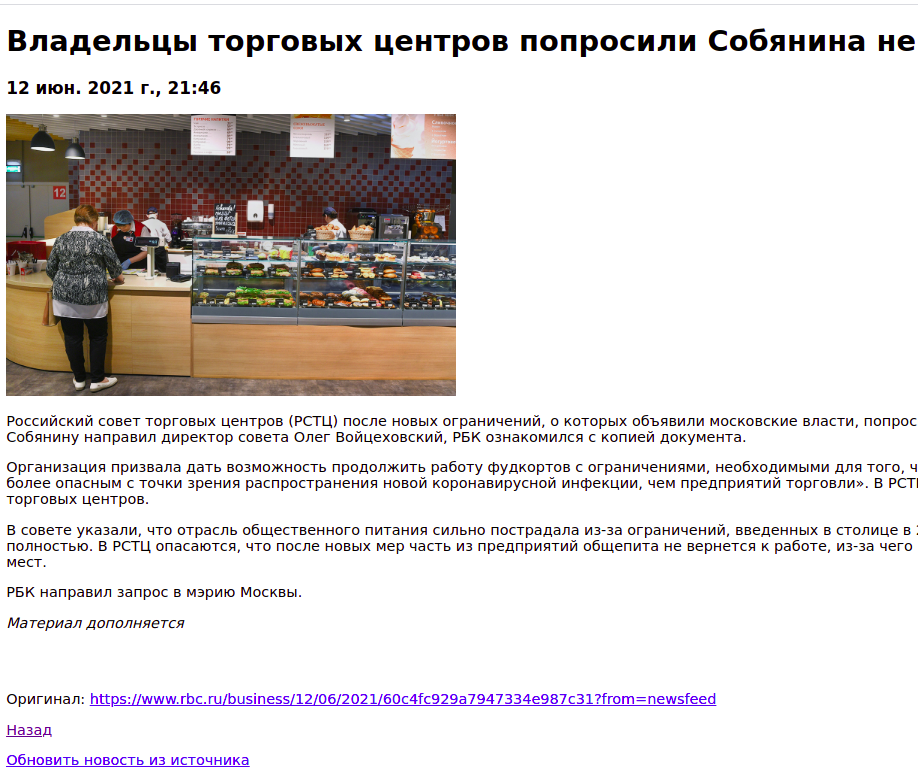 Владельцы торговых центров попросили Собянина не
12 июн. 2021 г., 21:46
12
Российский совет торговых центров (РСТЦ) после новых ограничений, о которых объявили московские власти, попрос
Собянину направил директор совета Олег Войцеховский, РБК ознакомился с копией документа.
Организация призвала дать возможность продолжить работу фудкортов с ограничениями, необходимыми для того, ч
более опасным с точки зрения распространения новой коронавирусной инфекции, чем предприятий торговли». В РСТЦ
торговых центров.
В совете указали, что отрасль общественного питания сильно пострадала из-за ограничений, введенных в столице в
полностью. В РСТЦ опасаются, что после новых мер часть из предприятий общепита не вернется к работе, из-за чего
мест.
РБК направил запрос в мэрию Москвы.
Материал дополняется
Оригинал: https://www.rbc.ru/business/12/06/2021/60c4fc929a7947334e987c31?from=newsfeed
Назад
Обновить новость из источника